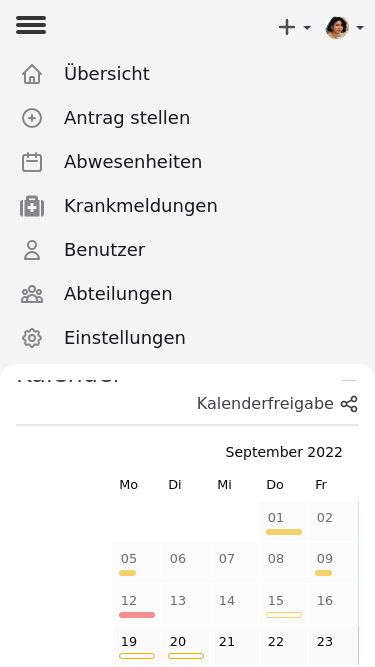 Übersicht
Antrag stellen
Abwesenheiten
Krankmeldungen
Benutzer
Abteilungen
Einstellungen
Kalenderfreigabe
September 2022
Mo Di Mi Do Fr
01 02
05 06 07 08 09
12 13 14 15 16
19 20 21 22 23